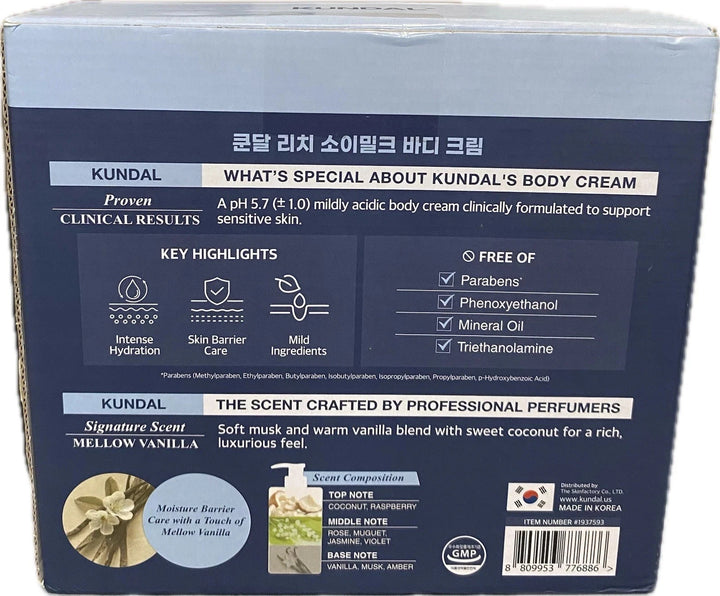 KUNDAL
쿤달 리치 소이밀크 바디 크림
KUNDAL
WHAT'S SPECIAL ABOUT KUNDAL'S BODY CREAM
Proven
CLINICAL RESULTS
A pH 5.7 (± 1.0) mildly acidic body cream clinically formulated to support
sensitive skin.
KEY HIGHLIGHTS
Intense
Hydration
Skin Barrier
Care
Mild
Ingredients
FREE OF
Parabens*
Phenoxyethanol
Mineral Oil
Triethanolamine
*Parabens (Methylparaben, Ethylparaben, Butylparaben, Isobutylparaben, Isopropylparaben, Propylparaben, p-Hydroxybenzoic Acid)
KUNDAL
THE SCENT CRAFTED BY PROFESSIONAL PERFUMERS
Signature Scent
MELLOW VANILLA
Soft musk and warm vanilla blend with sweet coconut for a rich,
luxurious feel.
Moisture Barrier
Care with a Touch of
Mellow Vanilla
Scent Composition
TOP NOTE
COCONUT, RASPBERRY
MIDDLE NOTE
ROSE, MUGUET,
JASMINE, VIOLET
BASE NOTE
VANILLA, MUSK, AMBER
GMP
Distributed by
The Skinfactory Co., LTD.
www.kundal.us
MADE IN KOREA
ITEM NUMBER #1937593
8 809953 776886 >